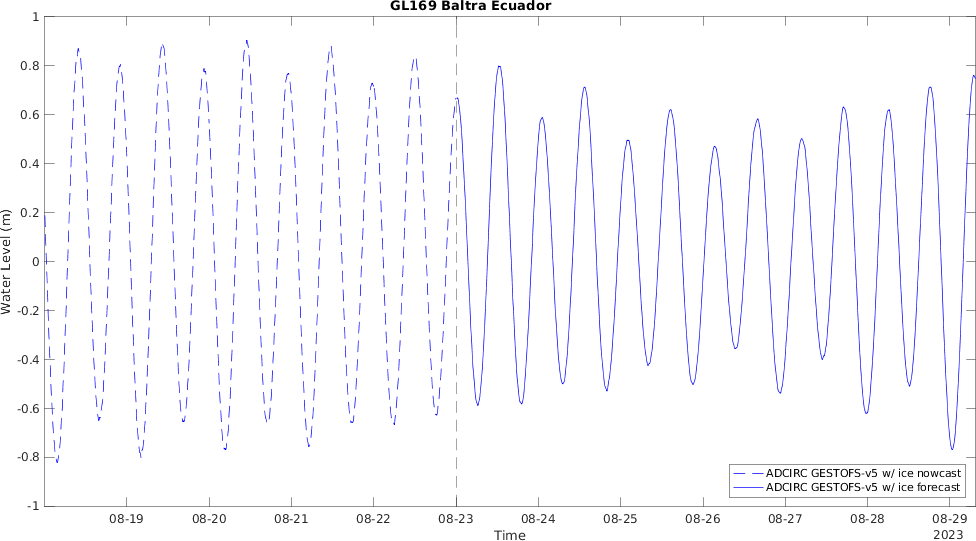 GL169 Baltra Ecuador
1
0.8
0.6
0.4
0.2
0
-0.2
-0.4
-0.6
-0.8
-1
Water Level (m)
ADCIRC GESTOFS-v5 w/ ice nowcast
ADCIRC GESTOFS-v5 w/ ice forecast
08-19 08-20 08-21 08-22 08-23 08-24 08-25 08-26 08-27 08-28 08-29
2023
Time